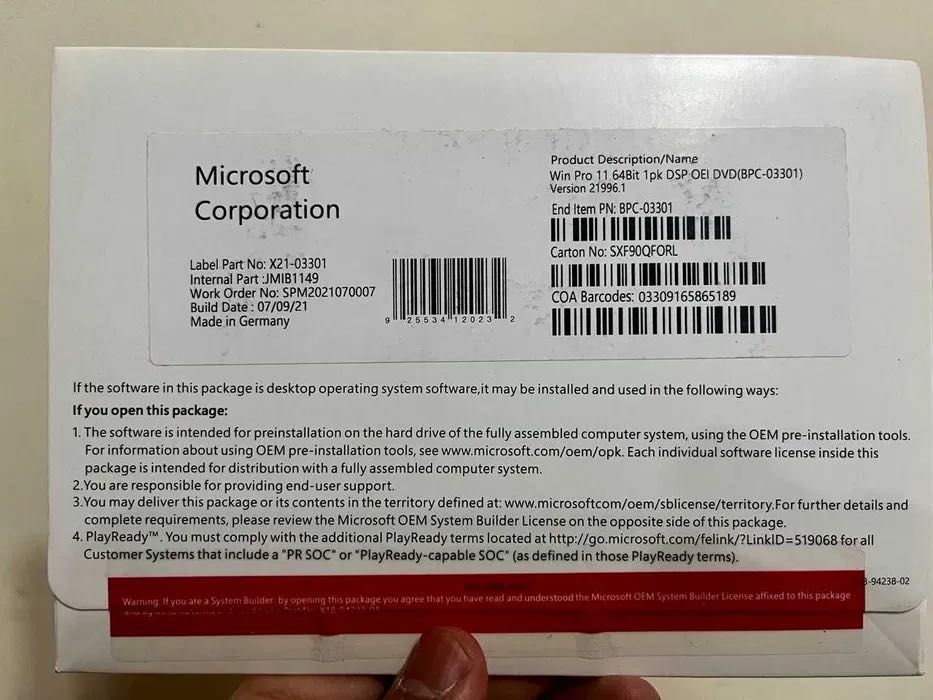 Microsoft
Corporation
Label Part No: X21-03301
Internal Part :JMIB1149
Work Order No: SPM2021070007
Build Date : 07/09/21
Made in Germany
9 25534 12023 2
Product Description/Name
Win Pro 11 64Bit 1pk DSP OEI DVD(BPC-03301)
Version 21996.1
End Item PN: BPC-03301
Carton No: SXF90QFORL
COA Barcodes: 03309165865189
If the software in this package is desktop operating system software,it may be installed and used in the following ways:
If you open this package:
1. The software is intended for preinstallation on the hard drive of the fully assembled computer system, using the OEM pre-installation tools.
For information about using OEM pre-installation tools, see www.microsoft.com/oem/opk. Each individual software license inside this
package is intended for distribution with a fully assembled computer system.
2.You are responsible for providing end-user support.
3.You may deliver this package or its contents in the territory defined at: www.microsoftcom/oem/sblicense/territory.For further details and
complete requirements, please review the Microsoft OEM System Builder License on the opposite side of this package.
4. PlayReady™. You must comply with the additional PlayReady terms located at http://go.microsoft.com/felink/?LinkID=519068 for all
Customer Systems that include a "PR SOC" or "PlayReady-capable SOC" (as defined in those PlayReady terms).
-94238-02
Warning: If you are a System Builder by opening this package you agree that you have read and understood the Microsoft OEM System Builder License affixed to this package